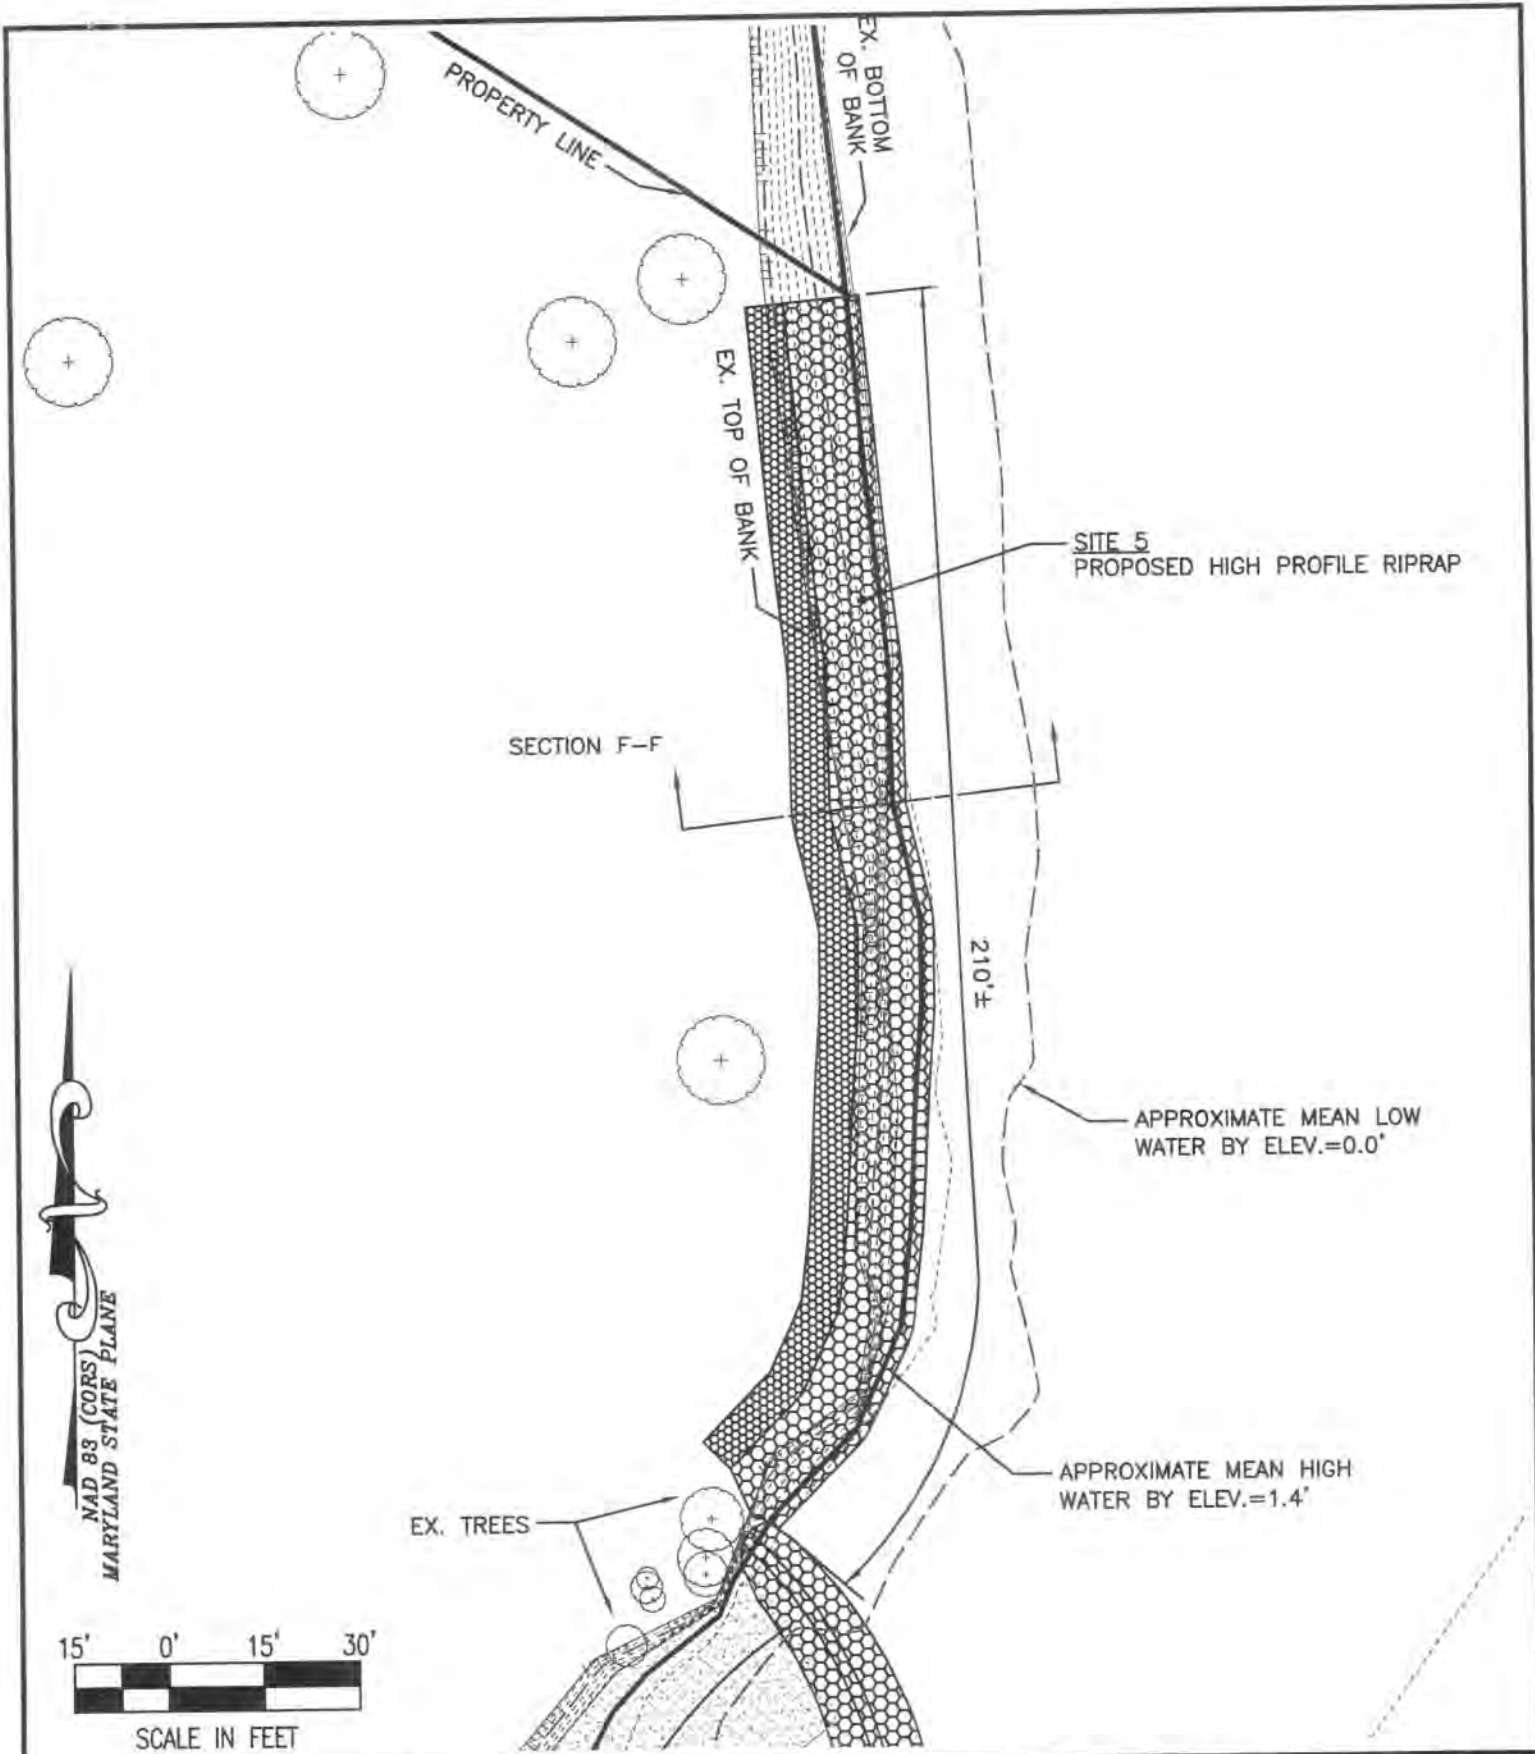 EX. BOTTOM
OF BANK
PROPERTY LINE
EX. TOP OF BANK
SITE 5
PROPOSED HIGH PROFILE RIPRAP
SECTION F-F
210'±
APPROXIMATE MEAN LOW
WATER BY ELEV.=0.0'
NAD 83 (CORS)
MARYLAND STATE PLANE
APPROXIMATE MEAN HIGH
WATER BY ELEV.=1.4'
EX. TREES
15' 0' 15' 30'
SCALE IN FEET